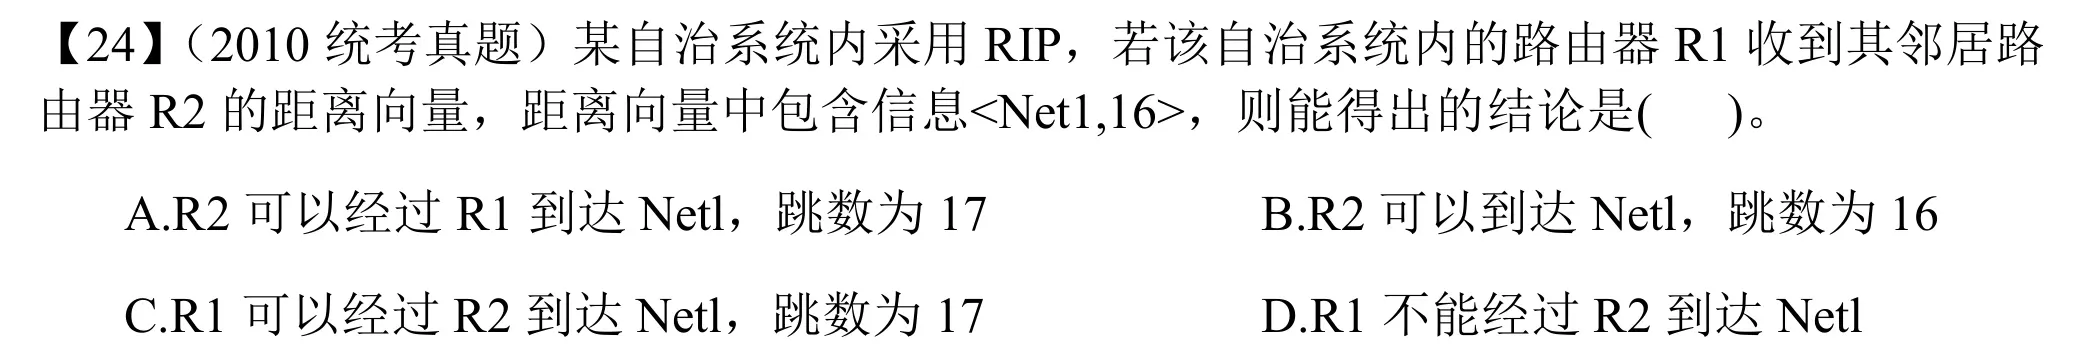 【24】（2010 统考真题）某自治系统内采用 RIP，若该自治系统内的路由器 R1 收到其邻居路
由器 R2 的距离向量，距离向量中包含信息<Net1,16>，则能得出的结论是(    )。
A.R2 可以经过 R1 到达 Netl，跳数为 17    B.R2 可以到达 Netl，跳数为 16
C.R1 可以经过 R2 到达 Netl，跳数为 17    D.R1 不能经过 R2 到达 Netl